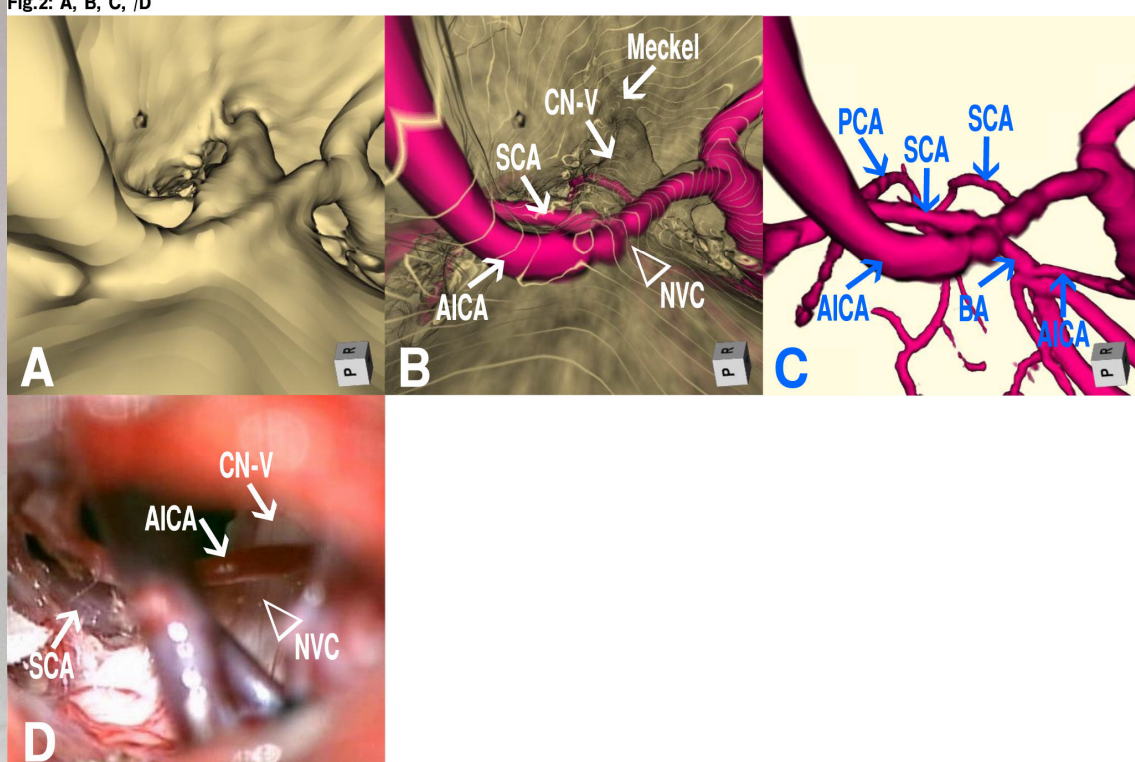 Fig.2: A, B, C, /D
A
P
R
Meckel
CN-V
SCA
AICA
NVC
B
P
R
PCA
SCA
SCA
AICA
BA
AICA
C
P
R
CN-V
AICA
SCA
NVC
D